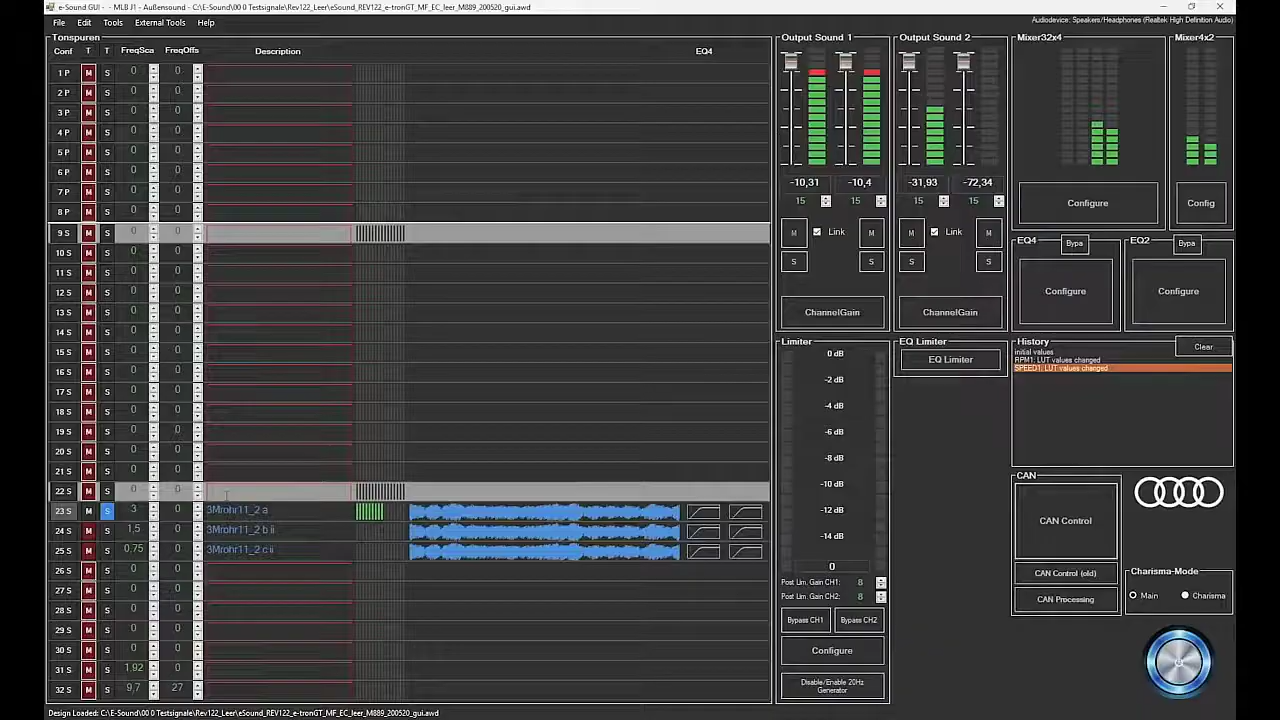 e-Sound GUI - - MLB J1 - Außensound - C:\E-Sound\00 0 Testsignale\Rev122_Leer\eSound_REV122_e-tronGT_MF_EC_leer_M889_200520_gui.awd
File Edit Tools External Tools Help
Audiodevice: Speakers/Headphones (Realtek High Definition Audio)
Tonspuren
Conf T T FreqSca FreqOffs Description EQ4
1 P M S 0 0
2 P M S 0 0
3 P M S 0 0
4 P M S 0 0
5 P M S 0 0
6 P M S 0 0
7 P M S 0 0
8 P M S 0 0
9 S M S 0 0
10 S M S 0 0
11 S M S 0 0
12 S M S 0 0
13 S M S 0 0
14 S M S 0 0
15 S M S 0 0
16 S M S 0 0
17 S M S 0 0
18 S M S 0 0
19 S M S 0 0
20 S M S 0 0
21 S M S 0 0
22 S M S 0 0
23 S M S 3 0 3Mrohr11_2 a
24 S M S 1,5 0 3Mrohr11_2 b ii
25 S M S 0.75 0 3Mrohr11_2 c ii
26 S M S 0 0
27 S M S 0 0
28 S M S 0 0
29 S M S 0 0
30 S M S 0 0
31 S M S 1.92 0
32 S M S 9,7 27
Output Sound 1
-10,31 -10,4
15 15
M Link M
S S
ChannelGain
Output Sound 2
-31,93 -72,34
15 15
M Link M
S S
ChannelGain
Mixer32x4
Configure
Mixer4x2
Config
EQ4 Bypa
Configure
EQ2 Bypa
Configure
Limiter
0 dB
-2 dB
-4 dB
-6 dB
-8 dB
-10 dB
-12 dB
-14 dB
0
Post Lim. Gain CH1: 8
Post Lim. Gain CH2: 8
Bypass CH1 Bypass CH2
Configure
Disable/Enable 20Hz
Generator
EQ Limiter
EQ Limiter
History
Clear
initial values
RPM1: LUT values changed
SPEED1: LUT values changed
CAN
CAN Control
CAN Control (old)
CAN Processing
Charisma-Mode
Main Charisma
Design Loaded: C:\E-Sound\00 0 Testsignale\Rev122_Leer\eSound_REV122_e-tronGT_MF_EC_leer_M889_200520_gui.awd